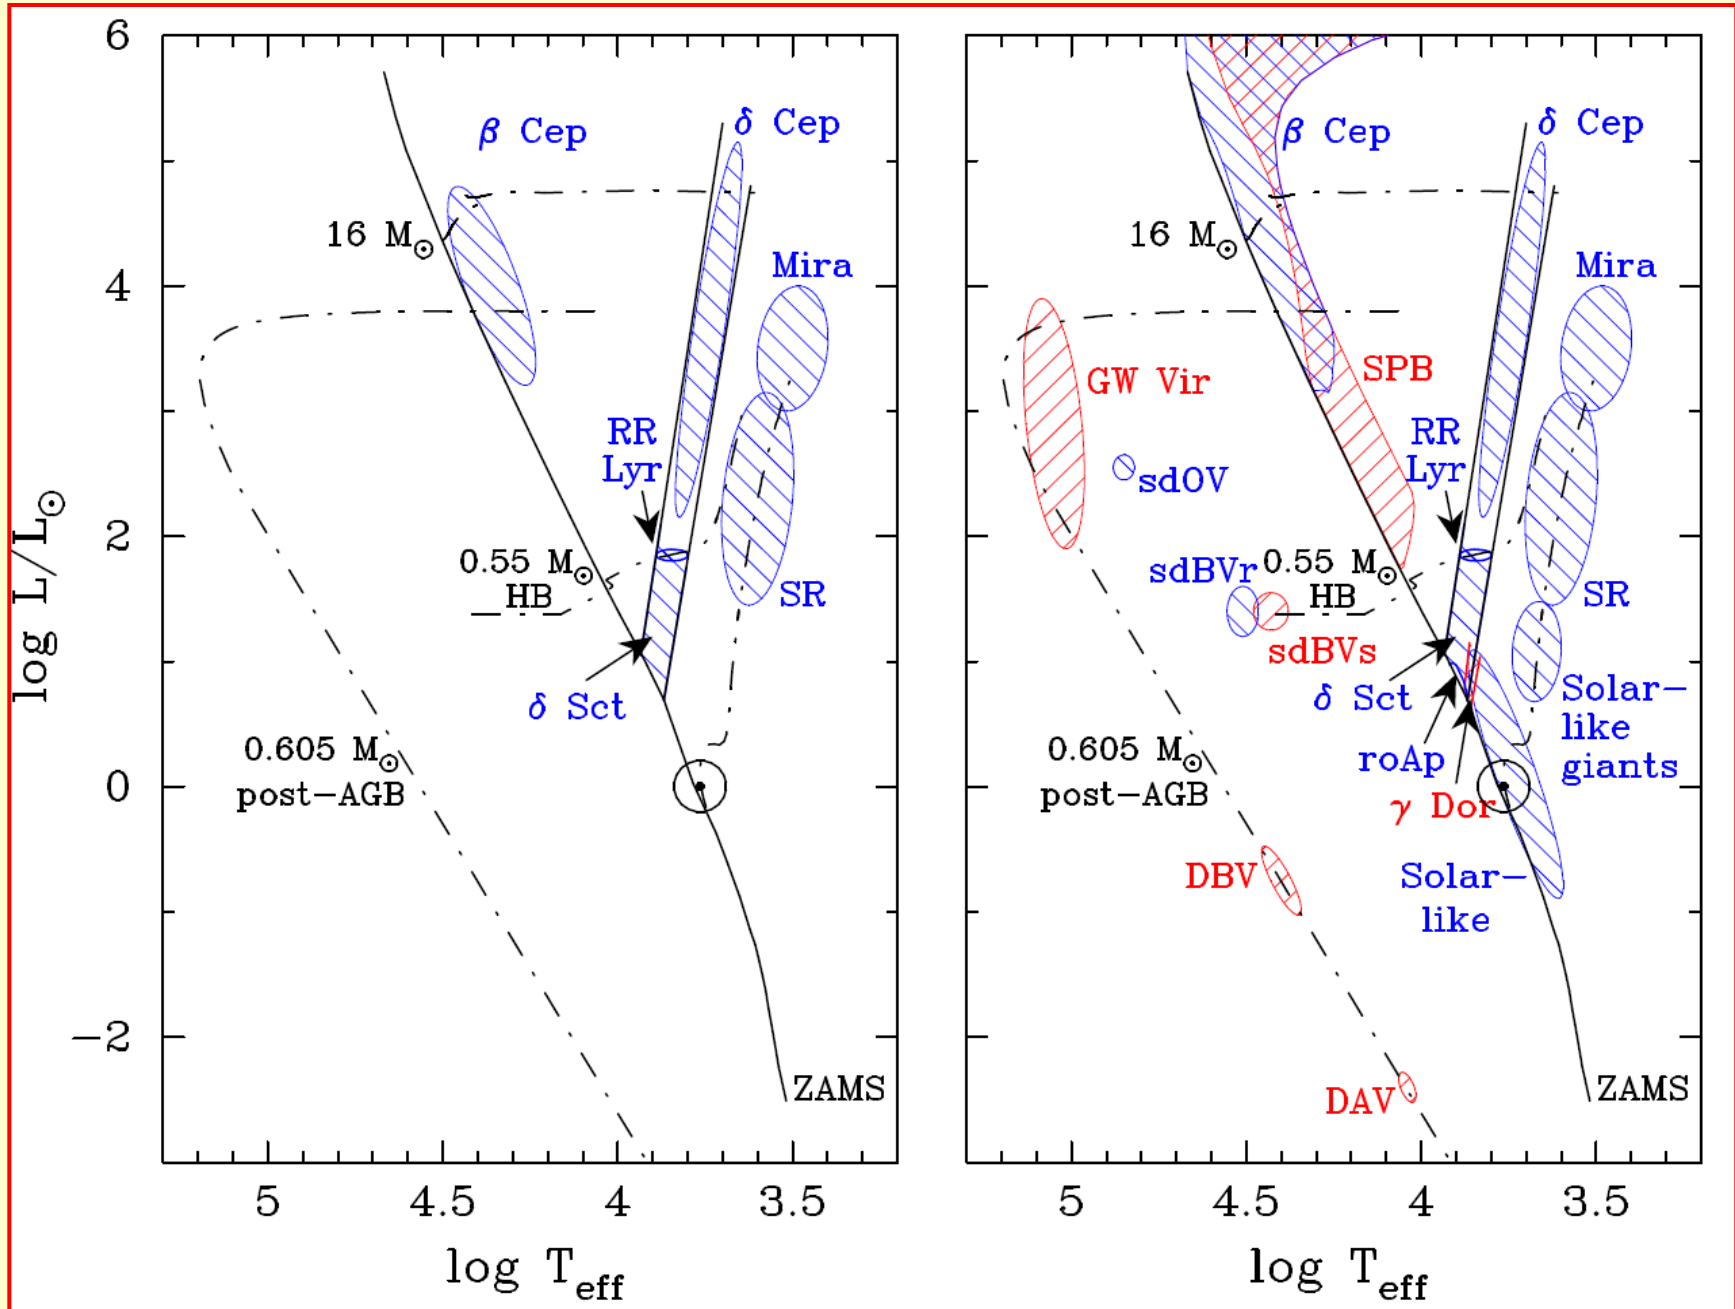 6
4
2
0
−2
log L/L⊙
β Cep
δ Cep
16 M⊙
Mira
RR
Lyr
0.55 M⊙
HB
SR
δ Sct
0.605 M⊙
post−AGB
ZAMS
5
4.5
4
3.5
log Teff
β Cep
δ Cep
16 M⊙
Mira
GW Vir
SPB
RR
Lyr
sdOV
sdBVr
0.55 M⊙
HB
SR
sdBVs
δ Sct
Solar−
like
giants
roAp
0.605 M⊙
post−AGB
γ Dor
DBV
Solar−
like
DAV
ZAMS
5
4.5
4
3.5
log Teff